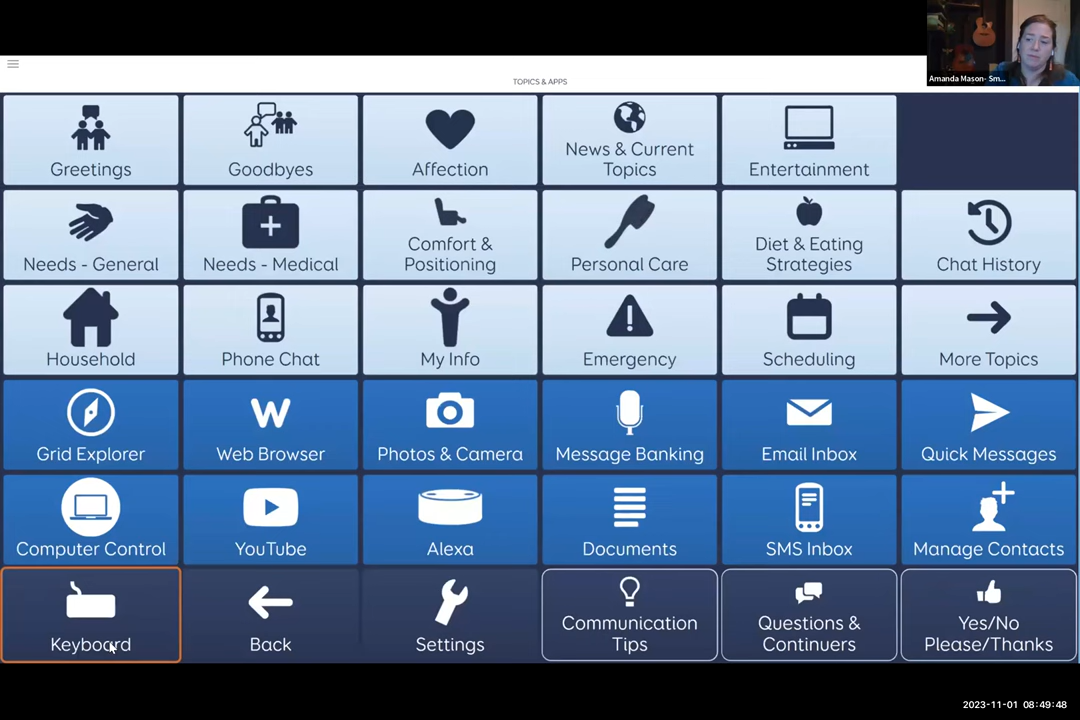 Amanda Mason- Sm...
TOPICS & APPS
Greetings
Goodbyes
Affection
News & Current
Topics
Entertainment
Needs - General
Needs - Medical
Comfort &
Positioning
Personal Care
Diet & Eating
Strategies
Chat History
Household
Phone Chat
My Info
Emergency
Scheduling
More Topics
Grid Explorer
W
Web Browser
Photos & Camera
Message Banking
Email Inbox
Quick Messages
Computer Control
YouTube
Alexa
Documents
SMS Inbox
Manage Contacts
Keyboard
Back
Settings
Communication
Tips
Questions &
Continuers
Yes/No
Please/Thanks
2023-11-01 08:49:48